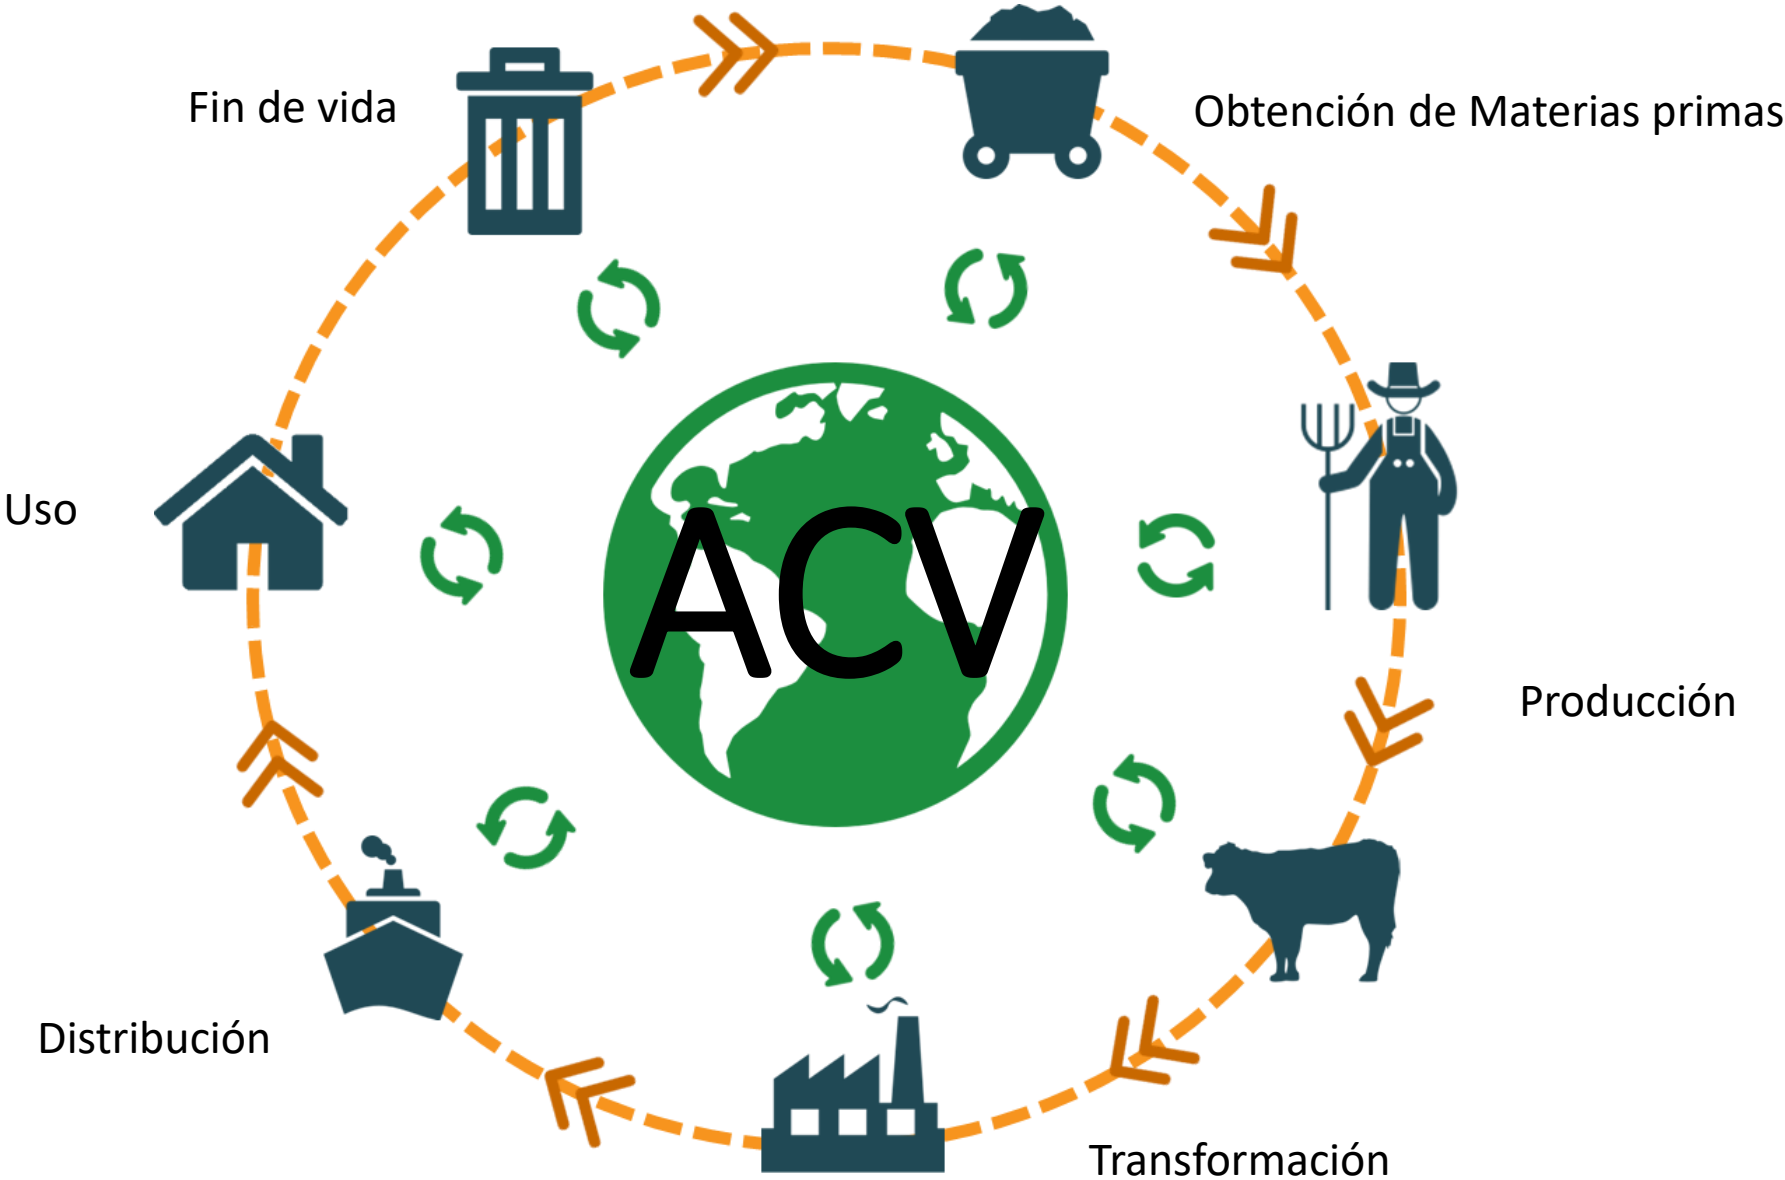 Fin de vida
Obtención de Materias primas
Uso
ACV
Producción
Distribución
Transformación